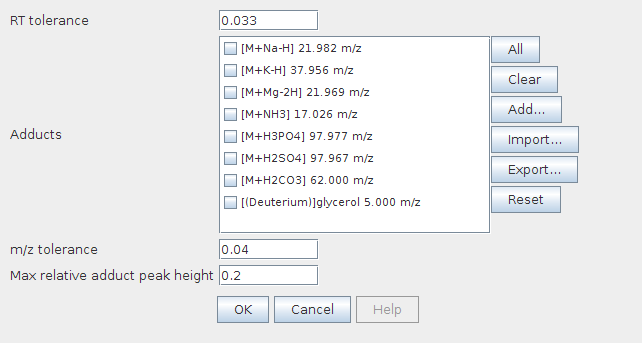 RT tolerance 0.033
[M+Na-H] 21.982 m/z
[M+K-H] 37.956 m/z
[M+Mg-2H] 21.969 m/z
[M+NH3] 17.026 m/z
Adducts
[M+H3PO4] 97.977 m/z
[M+H2SO4] 97.967 m/z
[M+H2CO3] 62.000 m/z
[(Deuterium)]glycerol 5.000 m/z
All
Clear
Add...
Import...
Export...
Reset
m/z tolerance 0.04
Max relative adduct peak height 0.2
OK Cancel Help